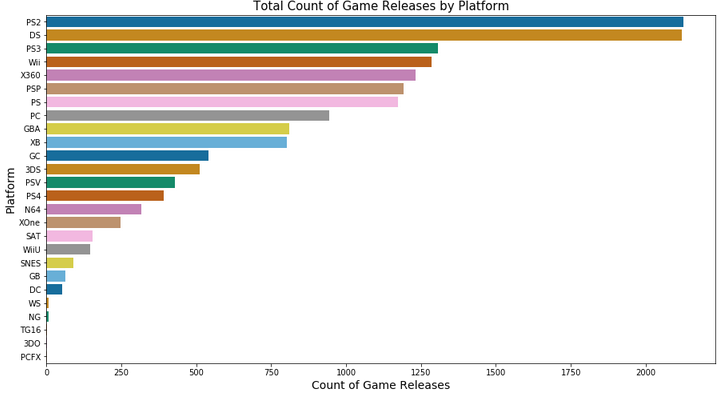 Total Count of Game Releases by Platform
Platform
PS2
DS
PS3
Wii
X360
PSP
PS
PC
GBA
XB
GC
3DS
PSV
PS4
N64
XOne
SAT
WiiU
SNES
GB
DC
WS
NG
TG16
3DO
PCFX
0 250 500 750 1000 1250 1500 1750 2000
Count of Game Releases